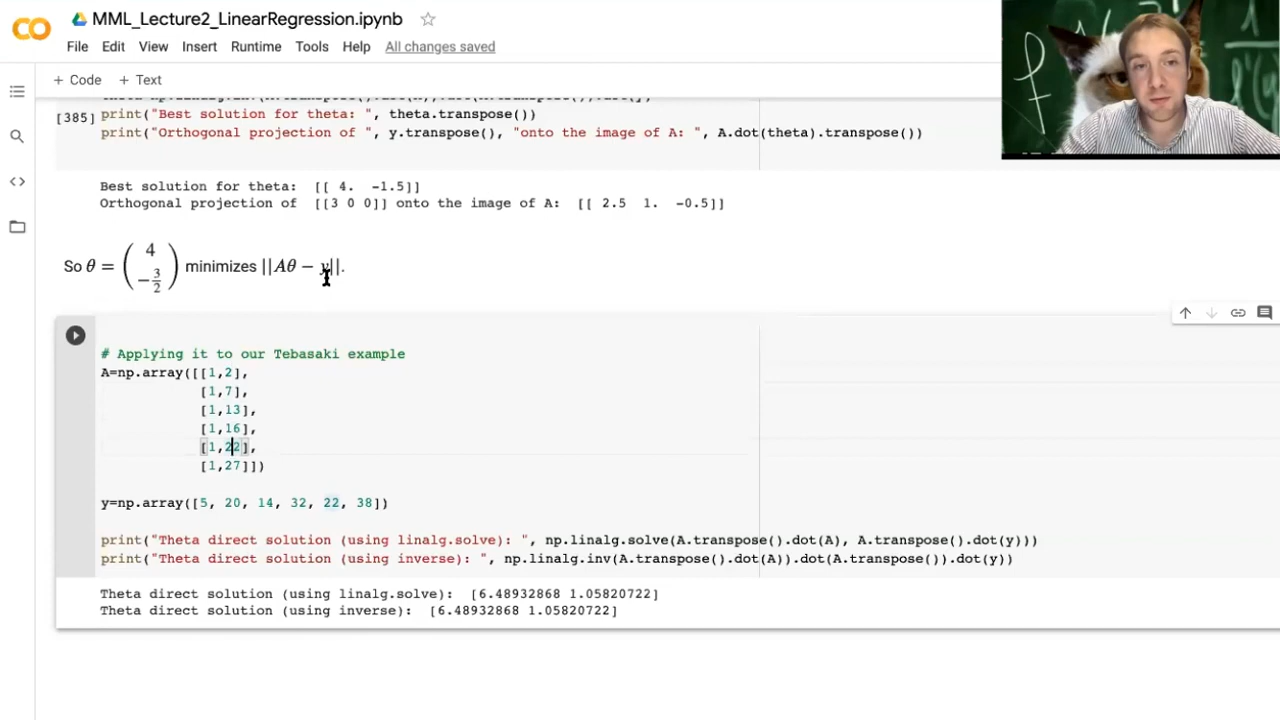 MML_Lecture2_LinearRegression.ipynb
File Edit View Insert Runtime Tools Help All changes saved
+ Code + Text
[385]
print("Best solution for theta: ", theta.transpose())
print("Orthogonal projection of ", y.transpose(), "onto the image of A: ", A.dot(theta).transpose())
Best solution for theta:  [[ 4.  -1.5]]
Orthogonal projection of  [[3 0 0]] onto the image of A:  [[ 2.5  1.  -0.5]]
So θ = (4 −3/2) minimizes ||Aθ − y||.
# Applying it to our Tebasaki example
A=np.array([[1,2],
[1,7],
[1,13],
[1,16],
[1,22],
[1,27]])
y=np.array([5, 20, 14, 32, 22, 38])
print("Theta direct solution (using linalg.solve): ", np.linalg.solve(A.transpose().dot(A), A.transpose().dot(y)))
print("Theta direct solution (using inverse): ", np.linalg.inv(A.transpose().dot(A)).dot(A.transpose()).dot(y))
Theta direct solution (using linalg.solve):  [6.48932868 1.05820722]
Theta direct solution (using inverse):  [6.48932868 1.05820722]